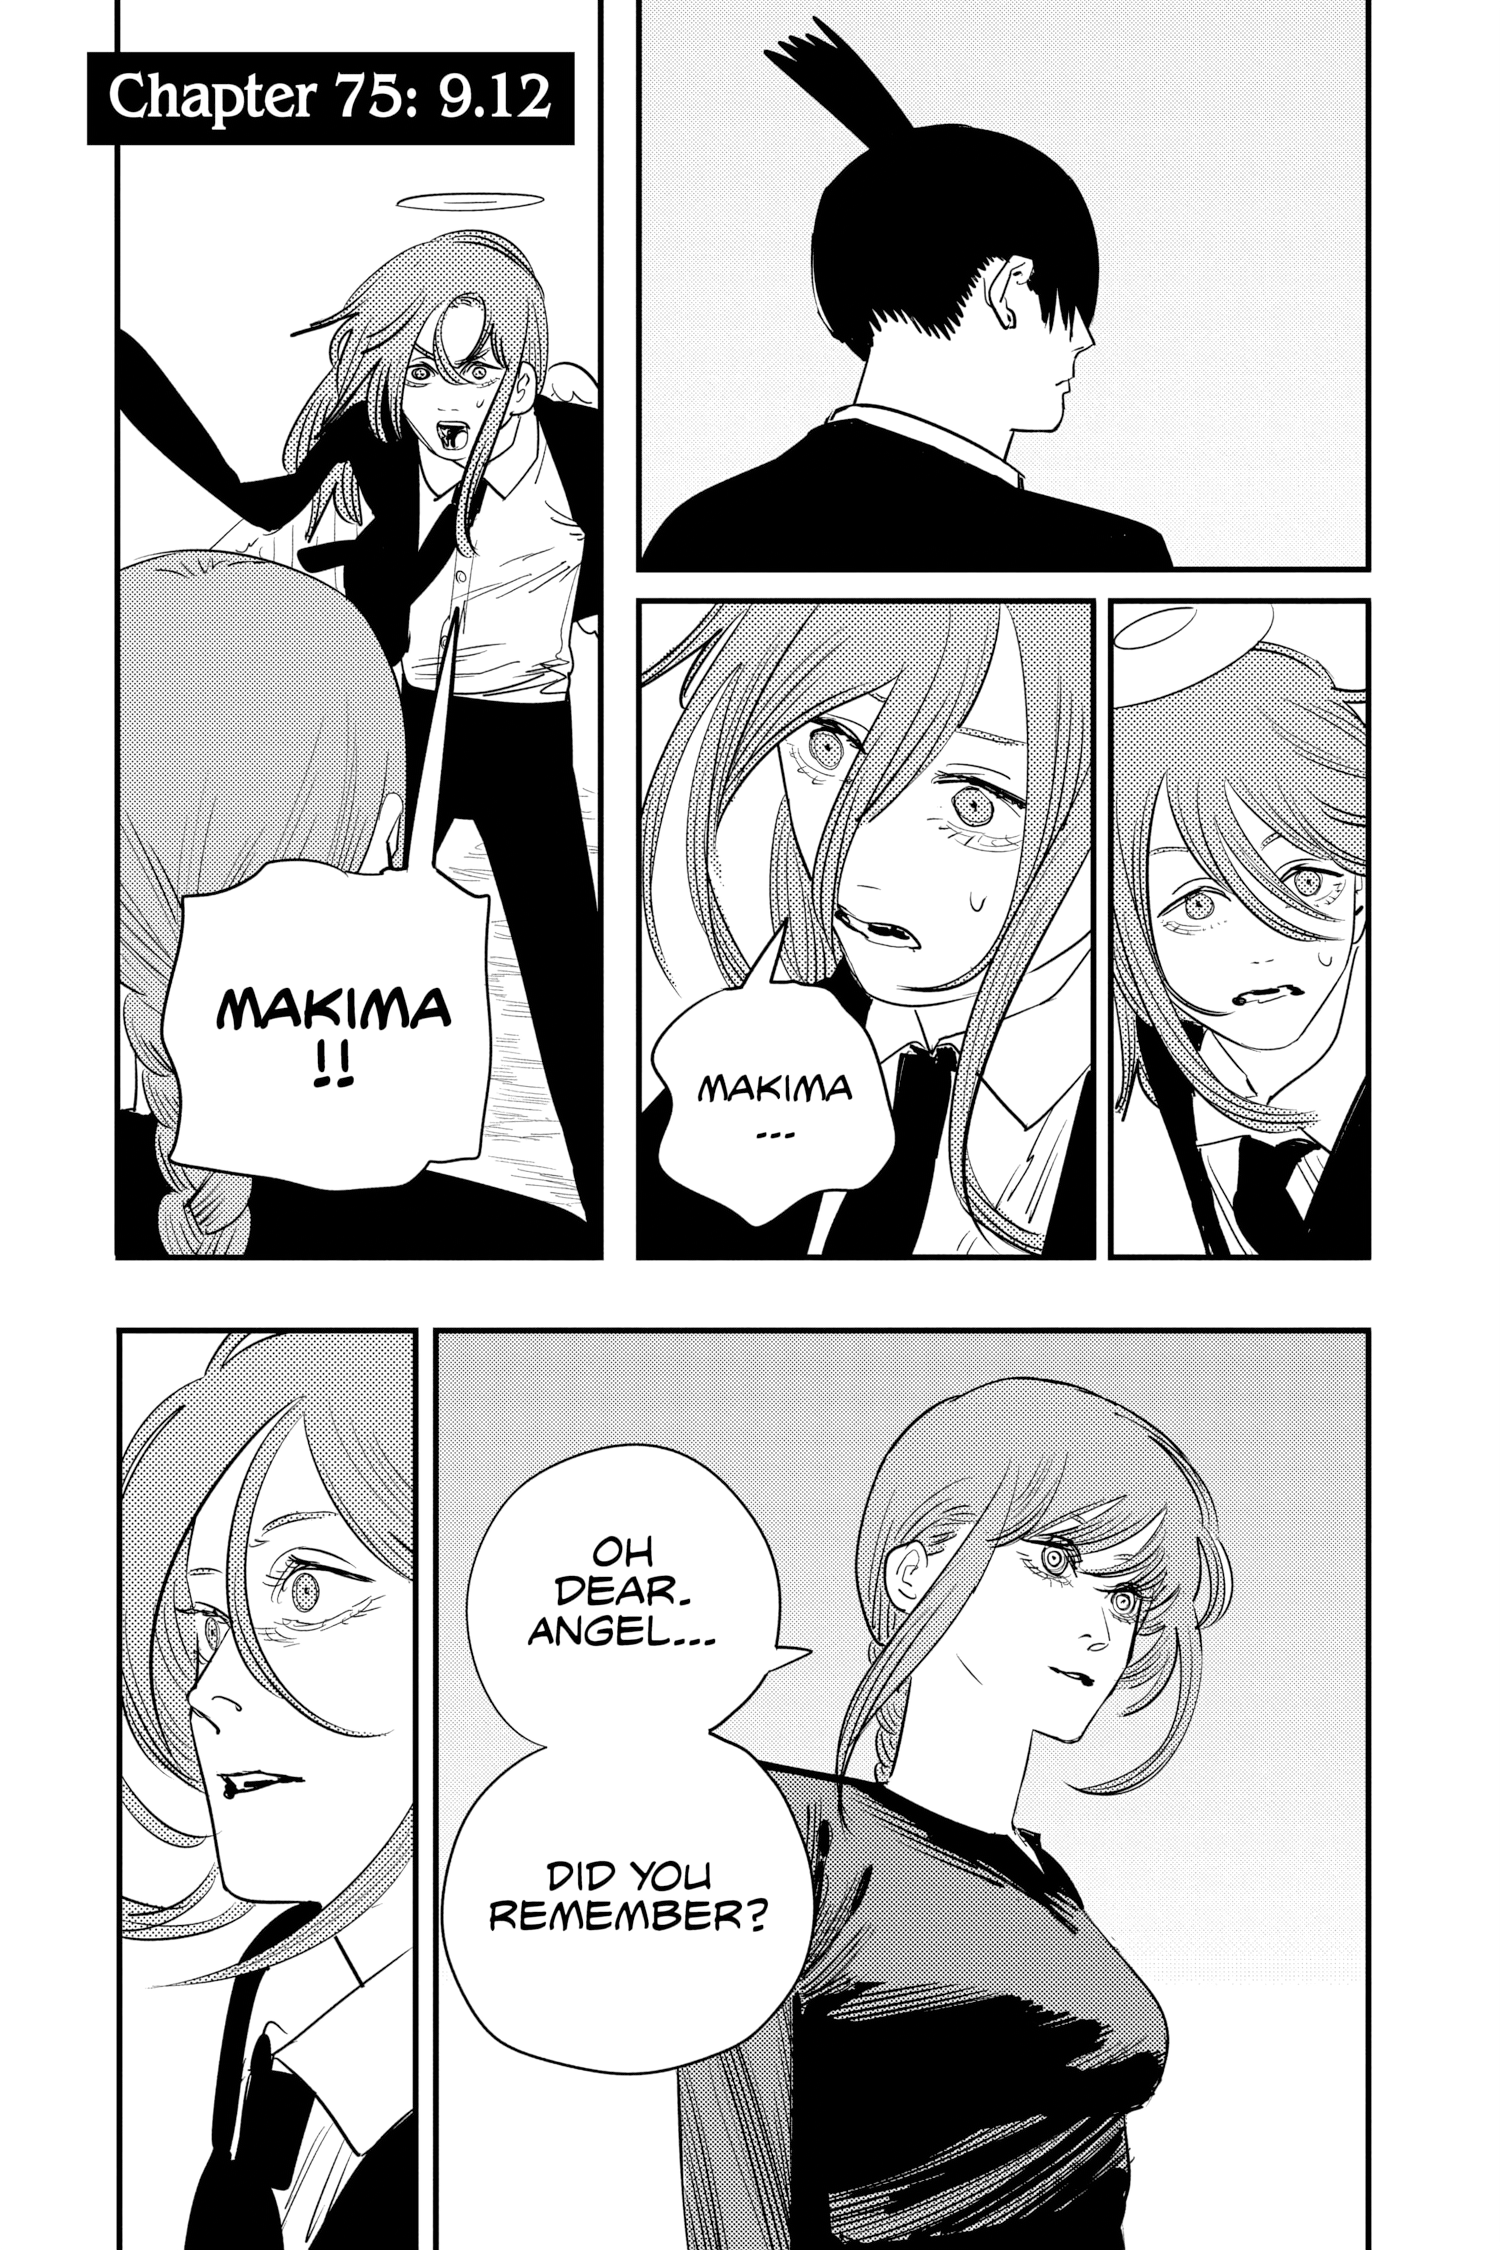 Chapter 75: 9.12
MAKIMA
...
MAKIMA
!!
OH
DEAR.
ANGEL...
DID YOU
REMEMBER?